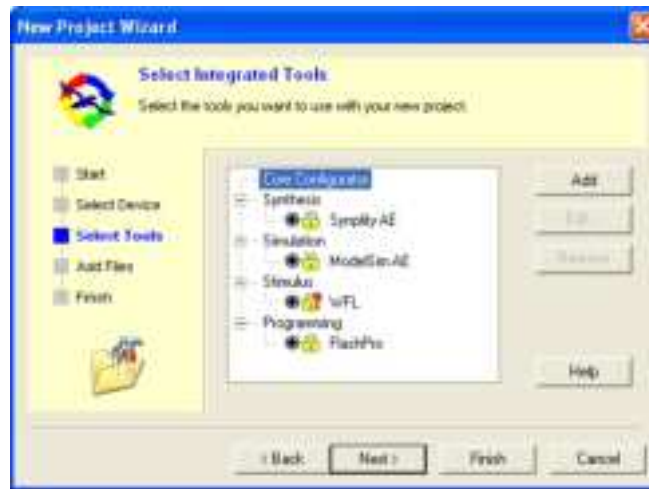 New Project Wizard
Select Integrated Tools
Select the tools you want to use with your new project.
Start
Select Device
Select Tools
Add Files
Finish
Core Configurator
Synthesis
Synplify AE
Simulation
ModelSim AE
Stimulus
WFL
Programming
FlashPro
Add
Edit
Remove
Help
< Back
Next >
Finish
Cancel